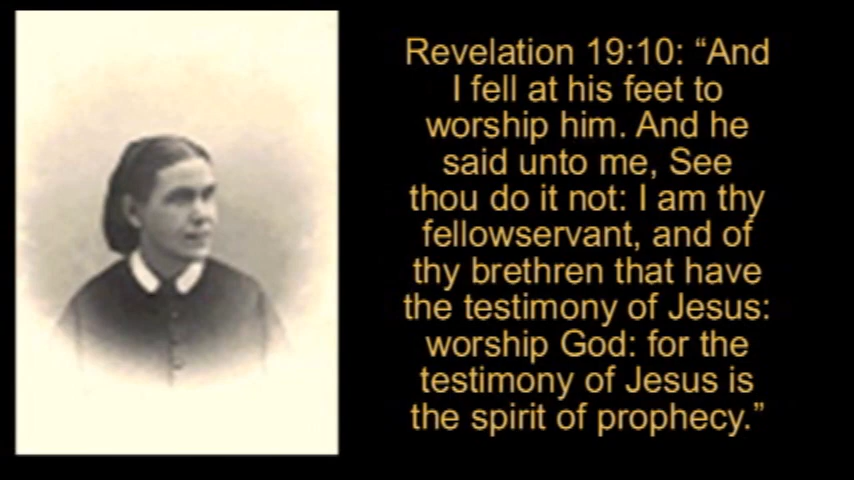 Revelation 19:10: “And
I fell at his feet to
worship him. And he
said unto me, See
thou do it not: I am thy
fellowservant, and of
thy brethren that have
the testimony of Jesus:
worship God: for the
testimony of Jesus is
the spirit of prophecy.”